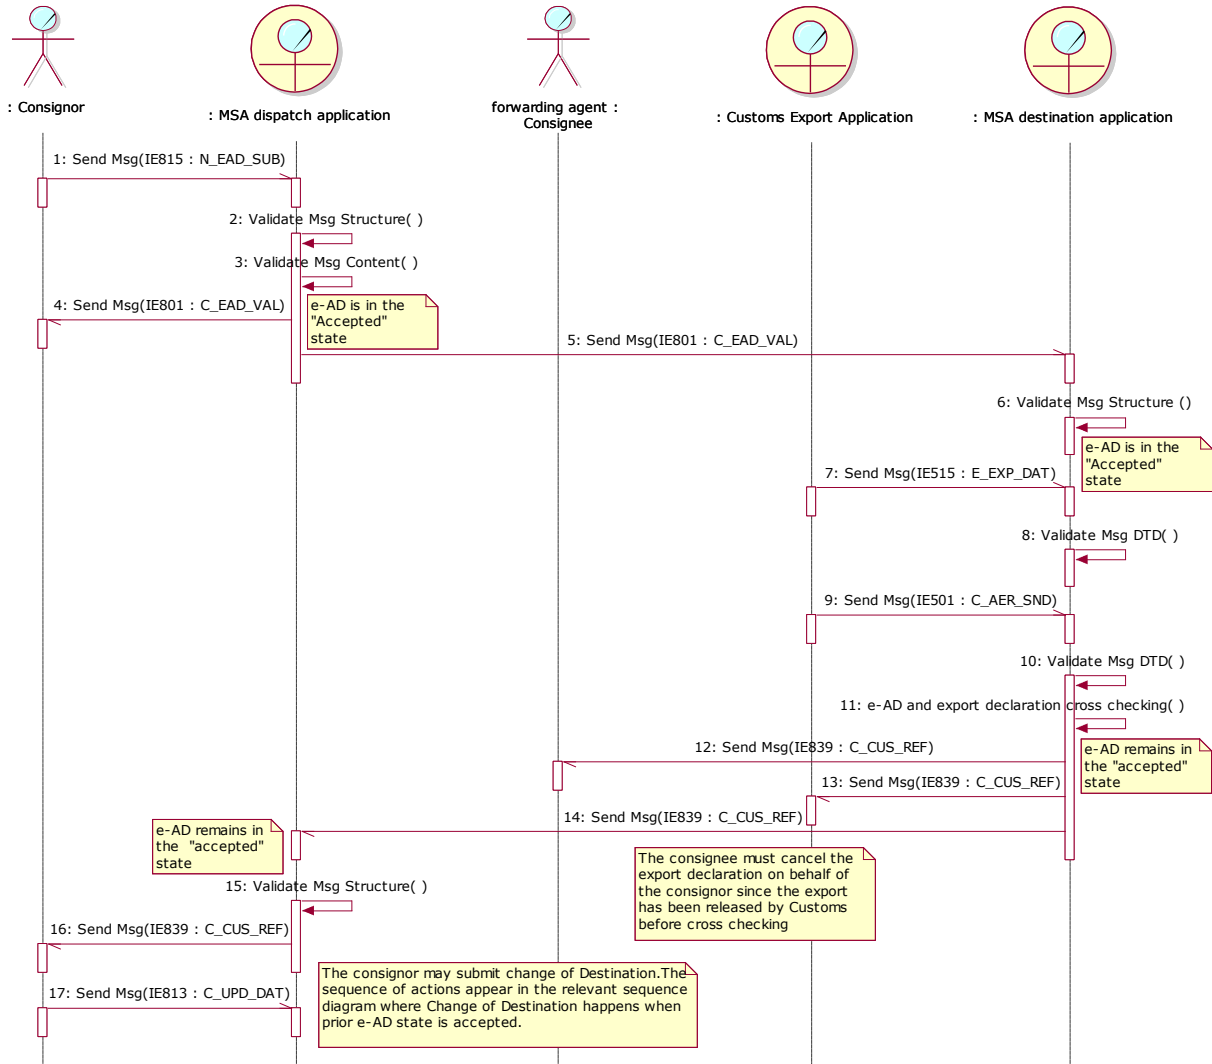 : Consignor
: MSA dispatch application
forwarding agent :
Consignee
: Customs Export Application
: MSA destination application
1: Send Msg(IE815 : N_EAD_SUB)
2: Validate Msg Structure( )
3: Validate Msg Content( )
4: Send Msg(IE801 : C_EAD_VAL)
e-AD is in the
"Accepted"
state
5: Send Msg(IE801 : C_EAD_VAL)
6: Validate Msg Structure ()
e-AD is in the
"Accepted"
state
7: Send Msg(IE515 : E_EXP_DAT)
8: Validate Msg DTD( )
9: Send Msg(IE501 : C_AER_SND)
10: Validate Msg DTD( )
11: e-AD and export declaration cross checking( )
12: Send Msg(IE839 : C_CUS_REF)
e-AD remains in
the "accepted"
state
13: Send Msg(IE839 : C_CUS_REF)
14: Send Msg(IE839 : C_CUS_REF)
e-AD remains in
the "accepted"
state
The consignee must cancel the
export declaration on behalf of
the consignor since the export
has been released by Customs
before cross checking
15: Validate Msg Structure( )
16: Send Msg(IE839 : C_CUS_REF)
The consignor may submit change of Destination.The
sequence of actions appear in the relevant sequence
diagram where Change of Destination happens when
prior e-AD state is accepted.
17: Send Msg(IE813 : C_UPD_DAT)